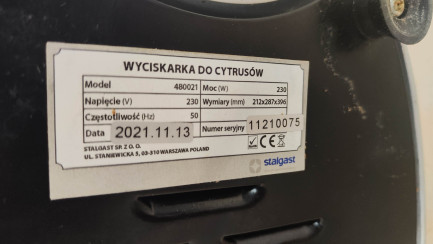 WYCISKARKA DO CYTRUSÓW
Model 480021 Moc (W) 230
Napięcie (V) 230 Wymiary (mm) 212x287x396
Częstotliwość (Hz) 50
Data 2021.11.13 Numer seryjny 11210075
STALGAST SP. Z O. O.
UL. STANIEWICKA 5, 03-310 WARSZAWA POLAND
CE
stalgast